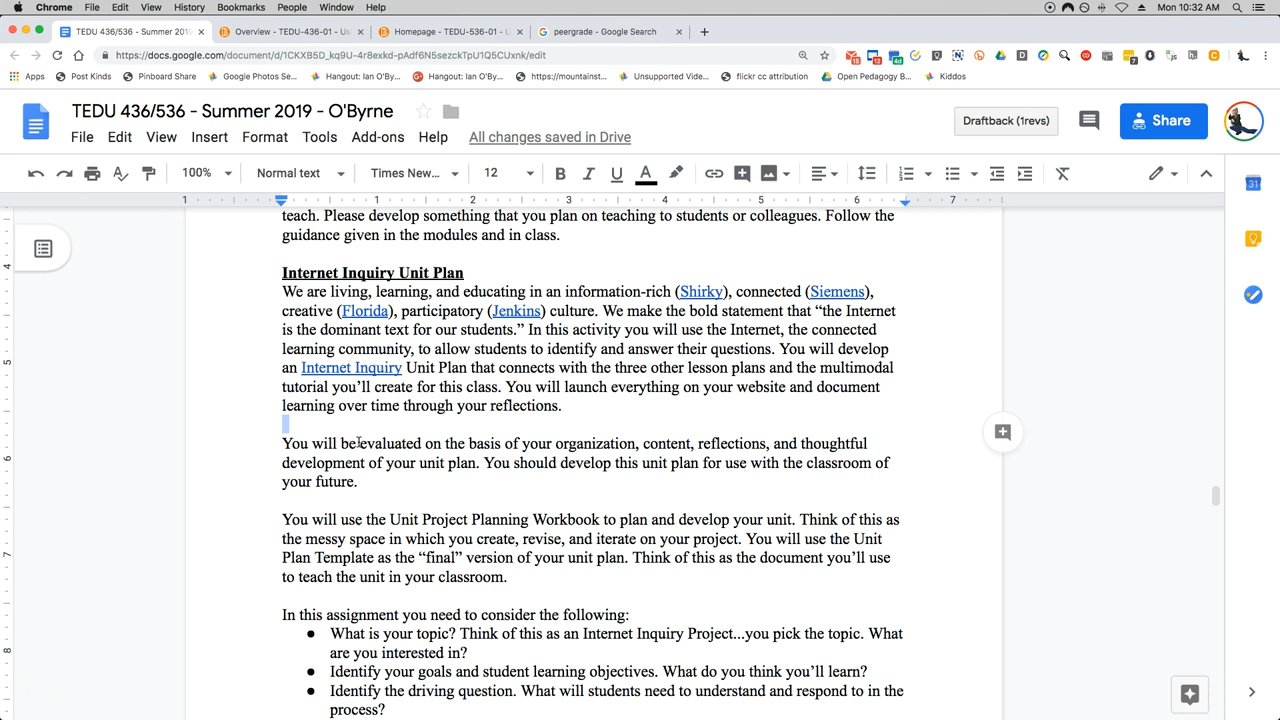 Chrome File Edit View History Bookmarks People Window Help Mon 10:32 AM
TEDU 436/536 - Summer 2019 Overview - TEDU-436-01 - Us Homepage - TEDU-536-01 - U peergrade - Google Search
https://docs.google.com/document/d/1CKXB5D_kq9U-4r8exkd-pAdf6N5sezckTpU1Q5CUxnk/edit
Apps Post Kinds Pinboard Share Google Photos Se... Hangout: Ian O'By... Hangout: Ian O'By... https://mountainst... Unsupported Vide... flickr cc attribution Open Pedagogy B... Kiddos
TEDU 436/536 - Summer 2019 - O'Byrne
Draftback (1revs) Share
File Edit View Insert Format Tools Add-ons Help All changes saved in Drive
100% Normal text Times New... 12
1 1 2 3 4 5 6 7
teach. Please develop something that you plan on teaching to students or colleagues. Follow the
guidance given in the modules and in class.
Internet Inquiry Unit Plan
We are living, learning, and educating in an information-rich (Shirky), connected (Siemens),
creative (Florida), participatory (Jenkins) culture. We make the bold statement that “the Internet
is the dominant text for our students.” In this activity you will use the Internet, the connected
learning community, to allow students to identify and answer their questions. You will develop
an Internet Inquiry Unit Plan that connects with the three other lesson plans and the multimodal
tutorial you’ll create for this class. You will launch everything on your website and document
learning over time through your reflections.
You will be evaluated on the basis of your organization, content, reflections, and thoughtful
development of your unit plan. You should develop this unit plan for use with the classroom of
your future.
You will use the Unit Project Planning Workbook to plan and develop your unit. Think of this as
the messy space in which you create, revise, and iterate on your project. You will use the Unit
Plan Template as the “final” version of your unit plan. Think of this as the document you’ll use
to teach the unit in your classroom.
In this assignment you need to consider the following:
● What is your topic? Think of this as an Internet Inquiry Project...you pick the topic. What
are you interested in?
● Identify your goals and student learning objectives. What do you think you’ll learn?
● Identify the driving question. What will students need to understand and respond to in the
process?